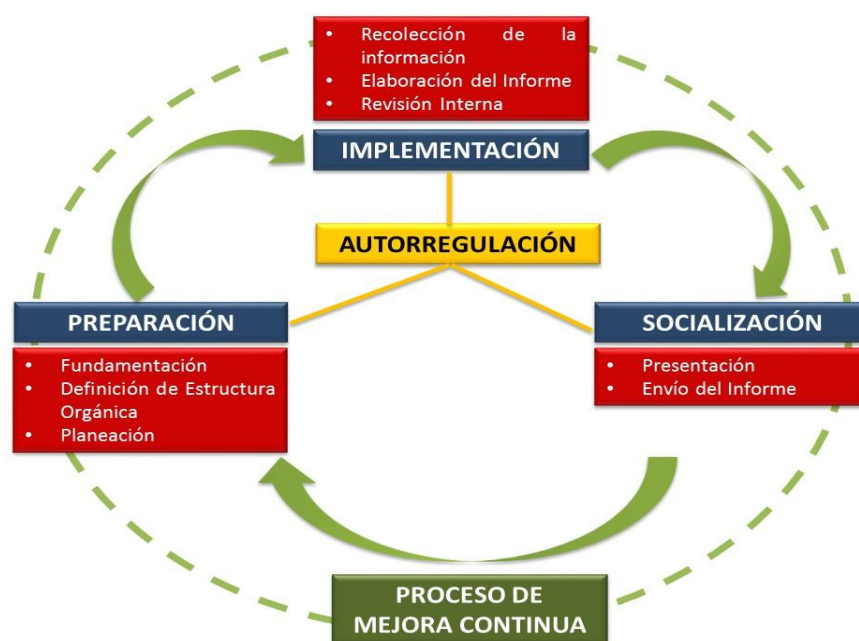 • Recolección de la
información
• Elaboración del Informe
• Revisión Interna
IMPLEMENTACIÓN
AUTORREGULACIÓN
PREPARACIÓN
• Fundamentación
• Definición de Estructura
Orgánica
• Planeación
SOCIALIZACIÓN
• Presentación
• Envío del Informe
PROCESO DE
MEJORA CONTINUA